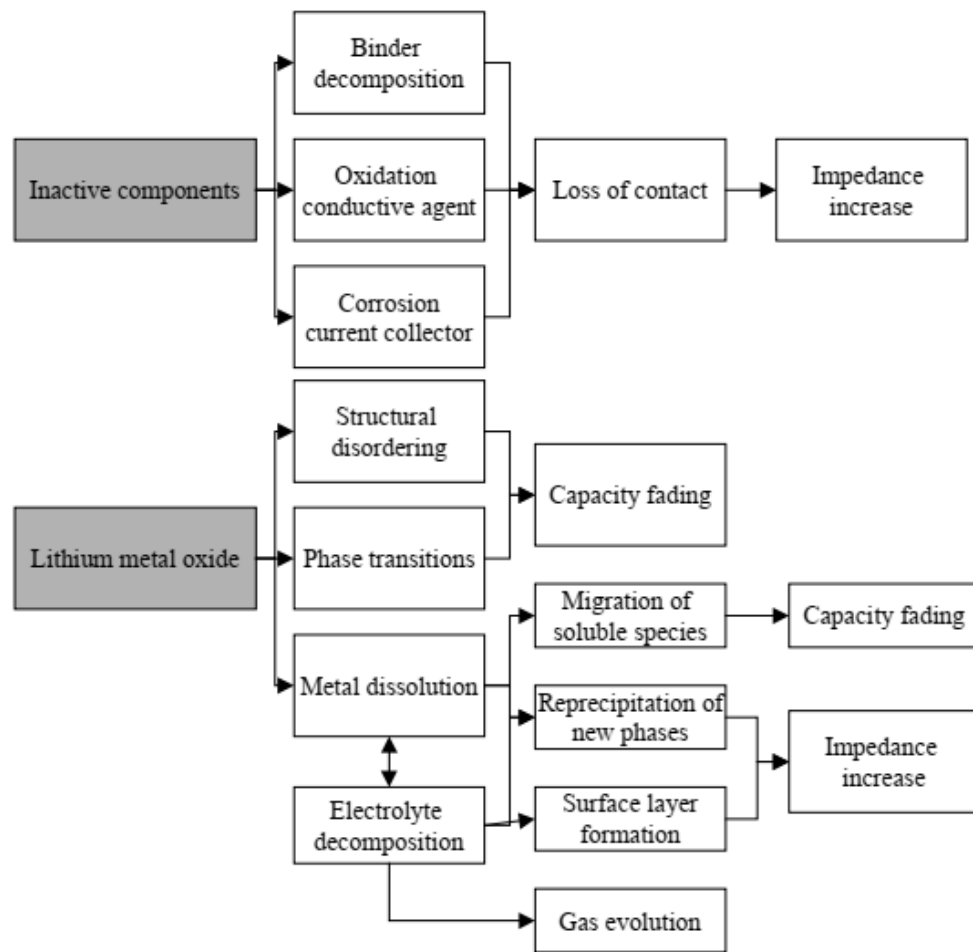 Binder
decomposition
Inactive components
Oxidation
conductive agent
Loss of contact
Impedance
increase
Corrosion
current collector
Structural
disordering
Capacity fading
Lithium metal oxide
Phase transitions
Migration of
soluble species
Capacity fading
Metal dissolution
Reprecipitation of
new phases
Impedance
increase
Electrolyte
decomposition
Surface layer
formation
Gas evolution